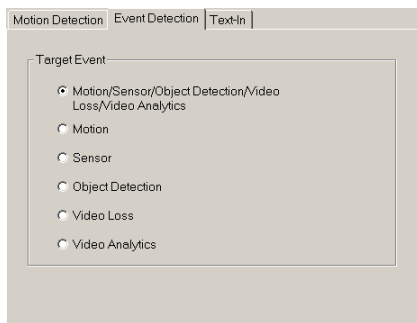 Motion Detection Event Detection Text-In
Target Event
Motion/Sensor/Object Detection/Video
Loss/Video Analytics
Motion
Sensor
Object Detection
Video Loss
Video Analytics